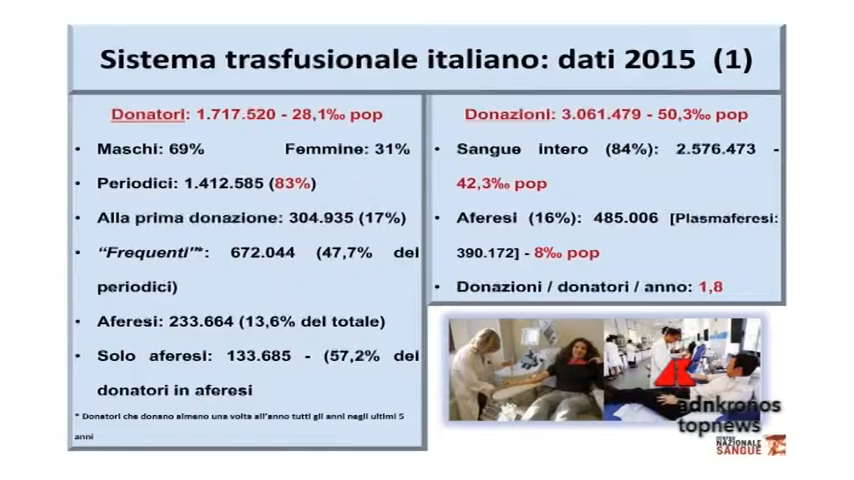 Sistema trasfusionale italiano: dati 2015 (1)
Donatori: 1.717.520 - 28,1‰ pop
• Maschi: 69% Femmine: 31%
• Periodici: 1.412.585 (83%)
• Alla prima donazione: 304.935 (17%)
• “Frequenti”*: 672.044 (47,7% dei
periodici)
• Aferesi: 233.664 (13,6% del totale)
• Solo aferesi: 133.685 - (57,2% dei
donatori in aferesi
* Donatori che donano almeno una volta all'anno tutti gli anni negli ultimi 5
anni
Donazioni: 3.061.479 - 50,3‰ pop
• Sangue intero (84%): 2.576.473 -
42,3‰ pop
• Aferesi (16%): 485.006 [Plasmaferesi:
390.172] - 8‰ pop
• Donazioni / donatori / anno: 1,8
adnkronos
topnews
CENTRO
NAZIONALE
SANGUE